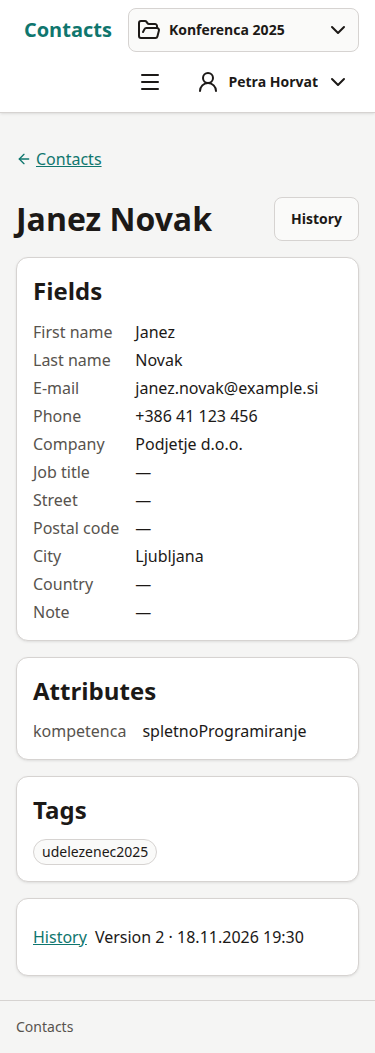 Contacts
Konferenca 2025
Petra Horvat
← Contacts
Janez Novak
History
Fields
First name Janez
Last name Novak
E-mail janez.novak@example.si
Phone +386 41 123 456
Company Podjetje d.o.o.
Job title —
Street —
Postal code —
City Ljubljana
Country —
Note —
Attributes
kompetenca spletnoProgramiranje
Tags
udelezenec2025
History Version 2 · 18.11.2026 19:30
Contacts